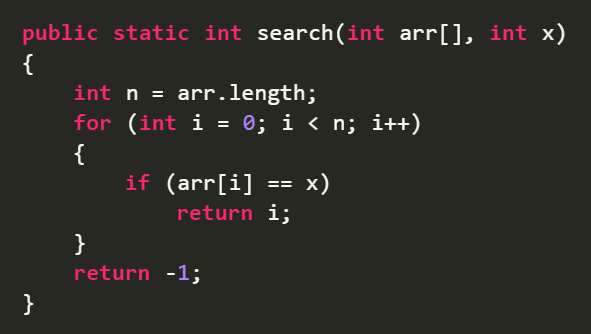 public static int search(int arr[], int x)
{
    int n = arr.length;
    for (int i = 0; i < n; i++)
    {
        if (arr[i] == x)
            return i;
    }
    return -1;
}